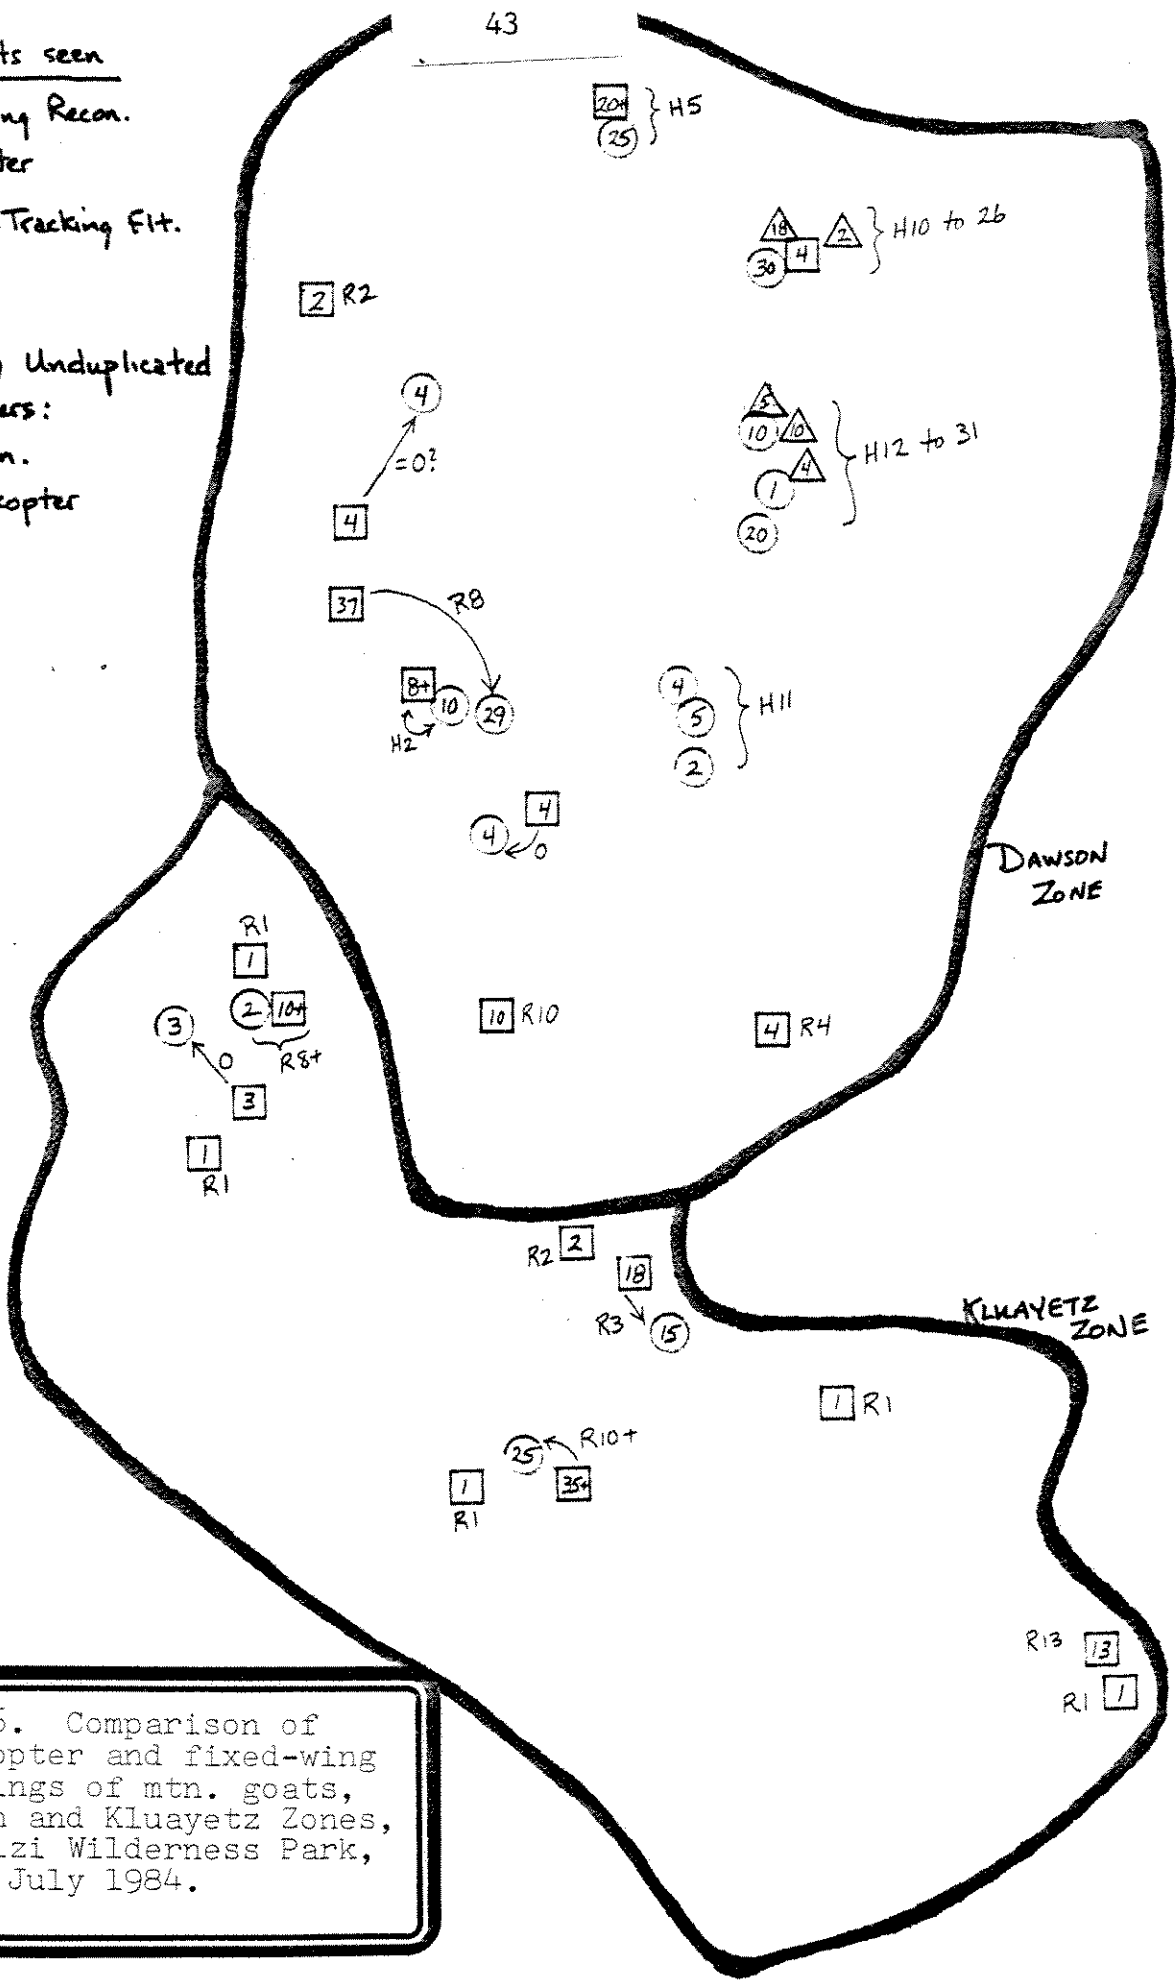 43
ts seen
ng Recon.
ter
Tracking Flt.
Unduplicated
ers:
n.
copter
20+
25
H5
18
2
30
4
H10 to 26
2 R2
4
=0?
4
5
10
10
4
1
20
H12 to 31
37
R8
8+
10
29
H2
4
5
2
H11
4
4
0
DAWSON
ZONE
R1
1
2
10+
R8+
3
0
3
1
R1
10 R10
4 R4
R2 2
18
R3
15
KLUAYETZ
ZONE
1 R1
25
R10+
35+
1
R1
R13 13
R1 1
5. Comparison of
opter and fixed-wing
ings of mtn. goats,
n and Kluayetz Zones,
izi Wilderness Park,
July 1984.